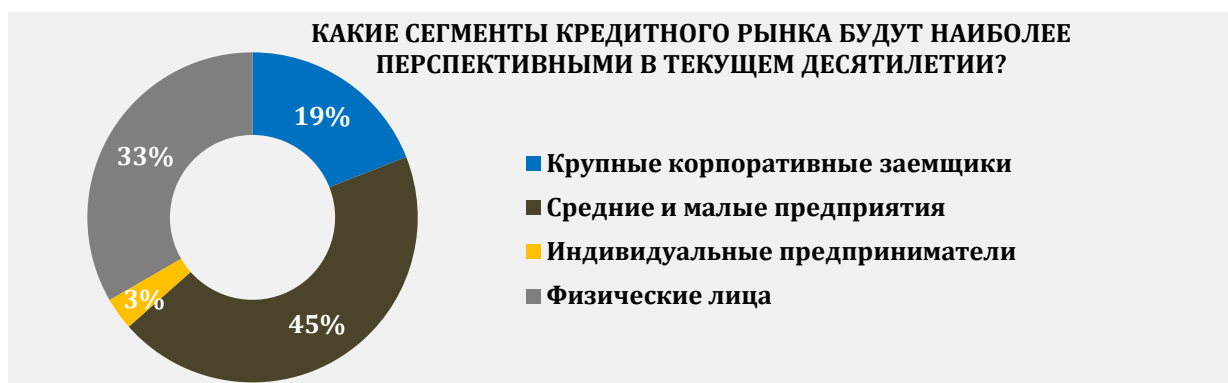 КАКИЕ СЕГМЕНТЫ КРЕДИТНОГО РЫНКА БУДУТ НАИБОЛЕЕ
ПЕРСПЕКТИВНЫМИ В ТЕКУЩЕМ ДЕСЯТИЛЕТИИ?
19%
33%
3%
45%
Крупные корпоративные заемщики
Средние и малые предприятия
Индивидуальные предприниматели
Физические лица